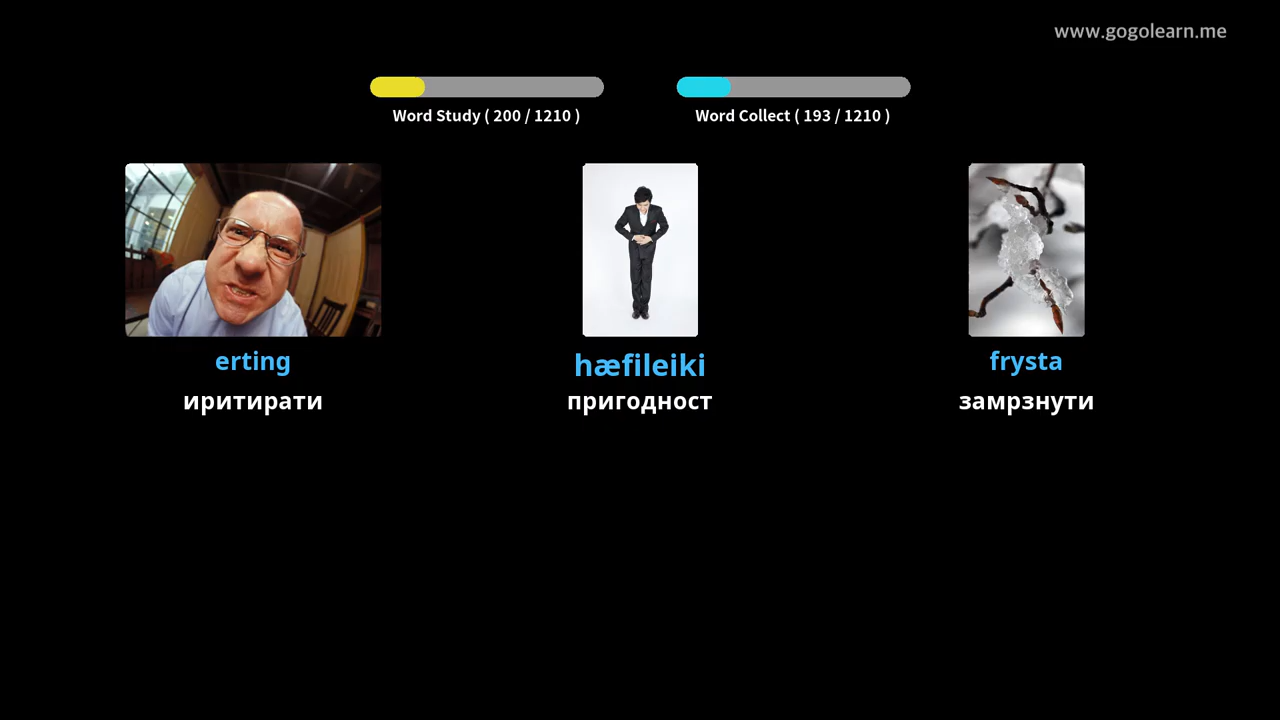 www.gogolearn.me
Word Study ( 200 / 1210 )
Word Collect ( 193 / 1210 )
erting
hæfileiki
frysta
иритирати
пригодност
замрзнути